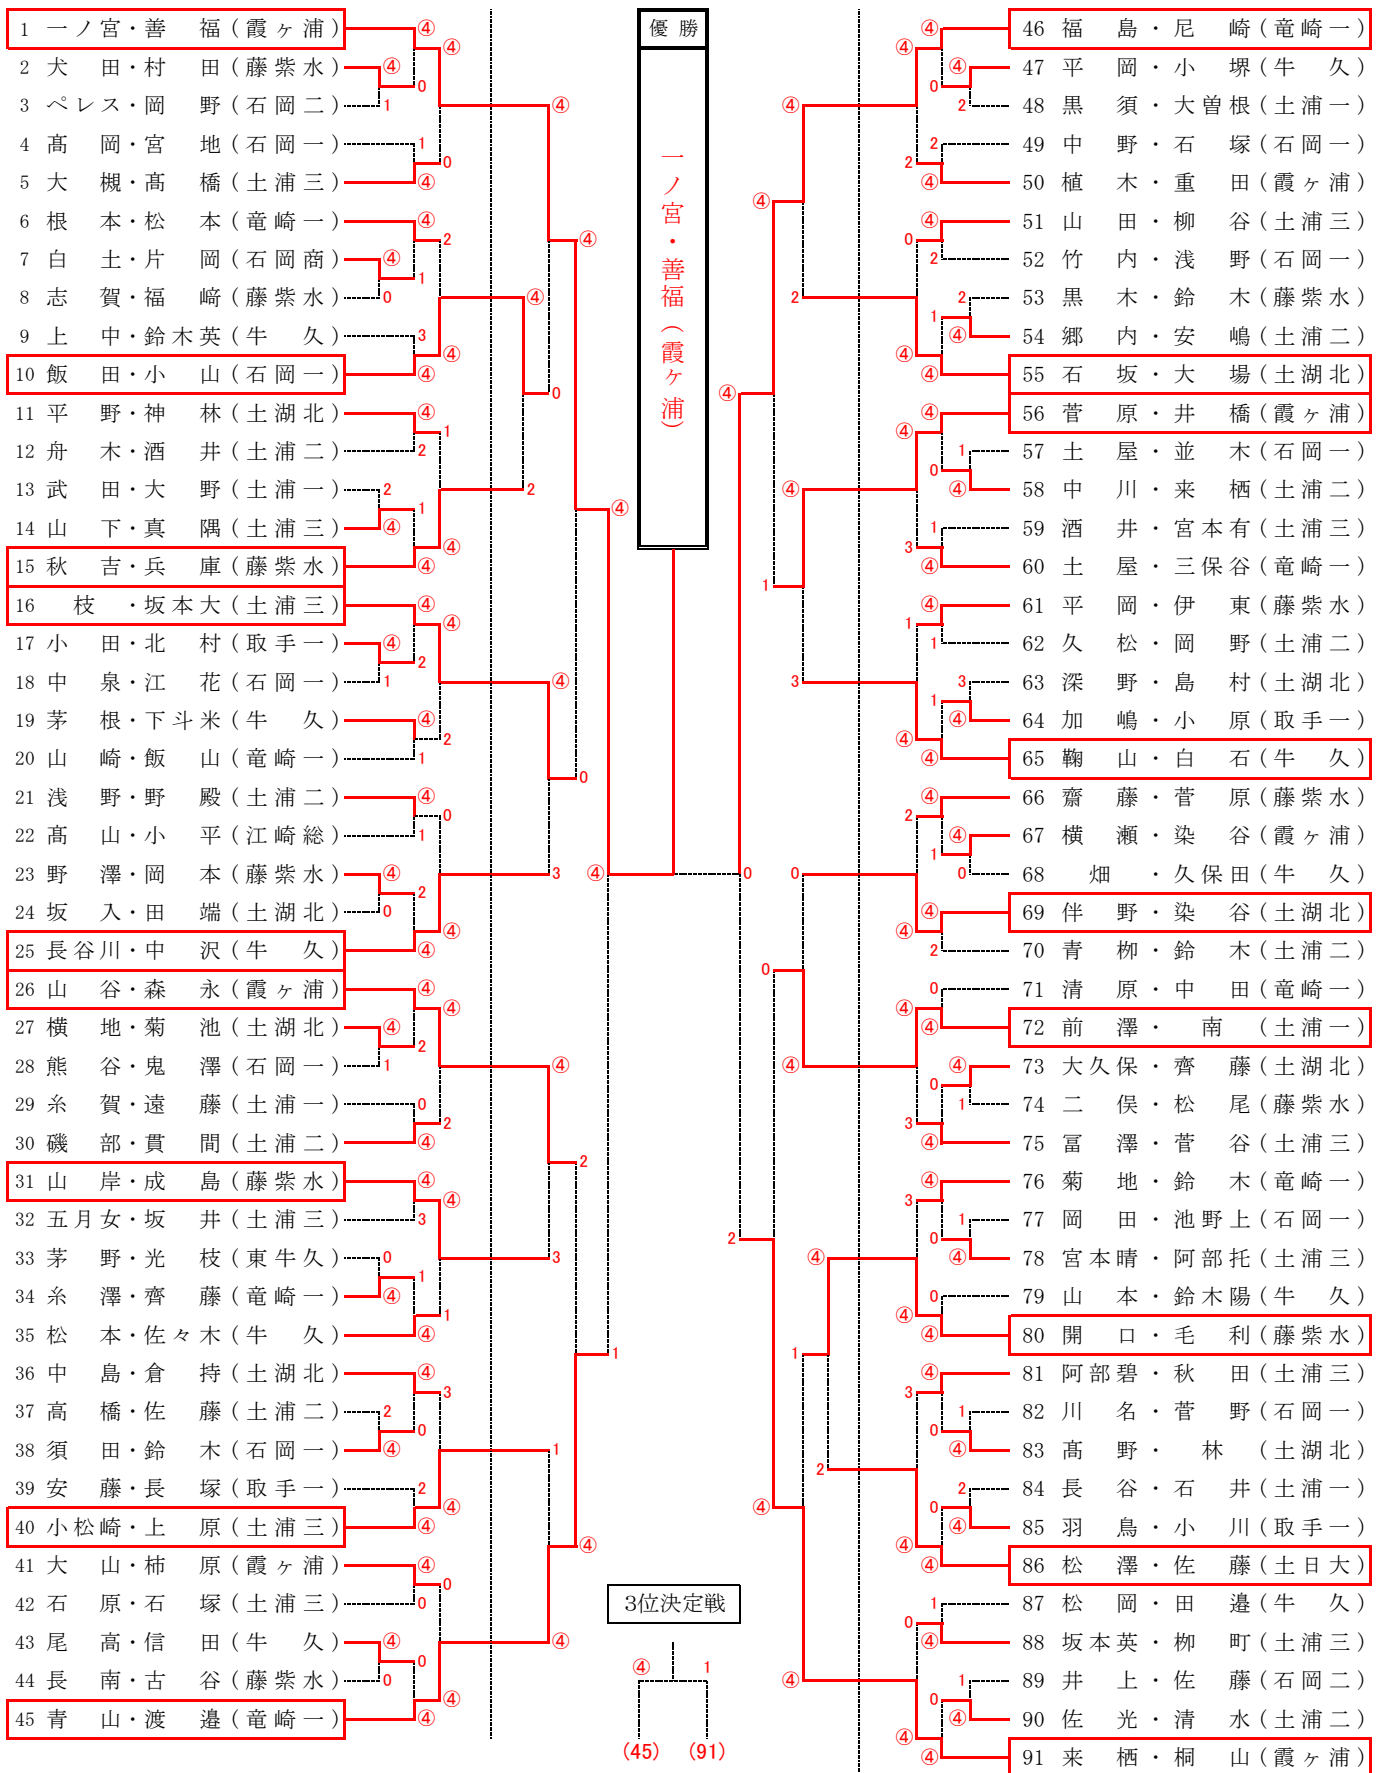 1 一ノ宮・善 福(霞ヶ浦)
2 犬 田・村 田(藤紫水)
3 ペレス・岡 野(石岡二)
4 髙 岡・宮 地(石岡一)
5 大 槻・髙 橋(土浦三)
6 根 本・松 本(竜崎一)
7 白 土・片 岡(石岡商)
8 志 賀・福 﨑(藤紫水)
9 上 中・鈴木英(牛 久)
10 飯 田・小 山(石岡一)
11 平 野・神 林(土湖北)
12 舟 木・酒 井(土浦二)
13 武 田・大 野(土浦一)
14 山 下・真 隅(土浦三)
15 秋 吉・兵 庫(藤紫水)
16 枝 ・坂本大(土浦三)
17 小 田・北 村(取手一)
18 中 泉・江 花(石岡一)
19 茅 根・下斗米(牛 久)
20 山 崎・飯 山(竜崎一)
21 浅 野・野 殿(土浦二)
22 髙 山・小 平(江崎総)
23 野 澤・岡 本(藤紫水)
24 坂 入・田 端(土湖北)
25 長谷川・中 沢(牛 久)
26 山 谷・森 永(霞ヶ浦)
27 横 地・菊 池(土湖北)
28 熊 谷・鬼 澤(石岡一)
29 糸 賀・遠 藤(土浦一)
30 磯 部・貫 間(土浦二)
31 山 岸・成 島(藤紫水)
32 五月女・坂 井(土浦三)
33 茅 野・光 枝(東牛久)
34 糸 澤・齊 藤(竜崎一)
35 松 本・佐々木(牛 久)
36 中 島・倉 持(土湖北)
37 高 橋・佐 藤(土浦二)
38 須 田・鈴 木(石岡一)
39 安 藤・長 塚(取手一)
40 小松崎・上 原(土浦三)
41 大 山・柿 原(霞ヶ浦)
42 石 原・石 塚(土浦三)
43 尾 高・信 田(牛 久)
44 長 南・古 谷(藤紫水)
45 青 山・渡 邉(竜崎一)
優 勝
一ノ宮・善福(霞ケ浦)
3位決定戦
④ 1
(45) (91)
46 福 島・尼 崎(竜崎一)
47 平 岡・小 堺(牛 久)
48 黒 須・大曽根(土浦一)
49 中 野・石 塚(石岡一)
50 植 木・重 田(霞ヶ浦)
51 山 田・柳 谷(土浦三)
52 竹 内・浅 野(石岡一)
53 黒 木・鈴 木(藤紫水)
54 郷 内・安 嶋(土浦二)
55 石 坂・大 場(土湖北)
56 菅 原・井 橋(霞ヶ浦)
57 土 屋・並 木(石岡一)
58 中 川・来 栖(土浦二)
59 酒 井・宮本有(土浦三)
60 土 屋・三保谷(竜崎一)
61 平 岡・伊 東(藤紫水)
62 久 松・岡 野(土浦二)
63 深 野・島 村(土湖北)
64 加 嶋・小 原(取手一)
65 鞠 山・白 石(牛 久)
66 齋 藤・菅 原(藤紫水)
67 横 瀬・染 谷(霞ヶ浦)
68 畑 ・久保田(牛 久)
69 伴 野・染 谷(土湖北)
70 青 栁・鈴 木(土浦二)
71 清 原・中 田(竜崎一)
72 前 澤・ 南 (土浦一)
73 大久保・齊 藤(土湖北)
74 二 俣・松 尾(藤紫水)
75 冨 澤・菅 谷(土浦三)
76 菊 地・鈴 木(竜崎一)
77 岡 田・池野上(石岡一)
78 宮本晴・阿部托(土浦三)
79 山 本・鈴木陽(牛 久)
80 開 口・毛 利(藤紫水)
81 阿部碧・秋 田(土浦三)
82 川 名・菅 野(石岡一)
83 髙 野・ 林 (土湖北)
84 長 谷・石 井(土浦一)
85 羽 鳥・小 川(取手一)
86 松 澤・佐 藤(土日大)
87 松 岡・田 邉(牛 久)
88 坂本英・栁 町(土浦三)
89 井 上・佐 藤(石岡二)
90 佐 光・清 水(土浦二)
91 来 栖・桐 山(霞ヶ浦)